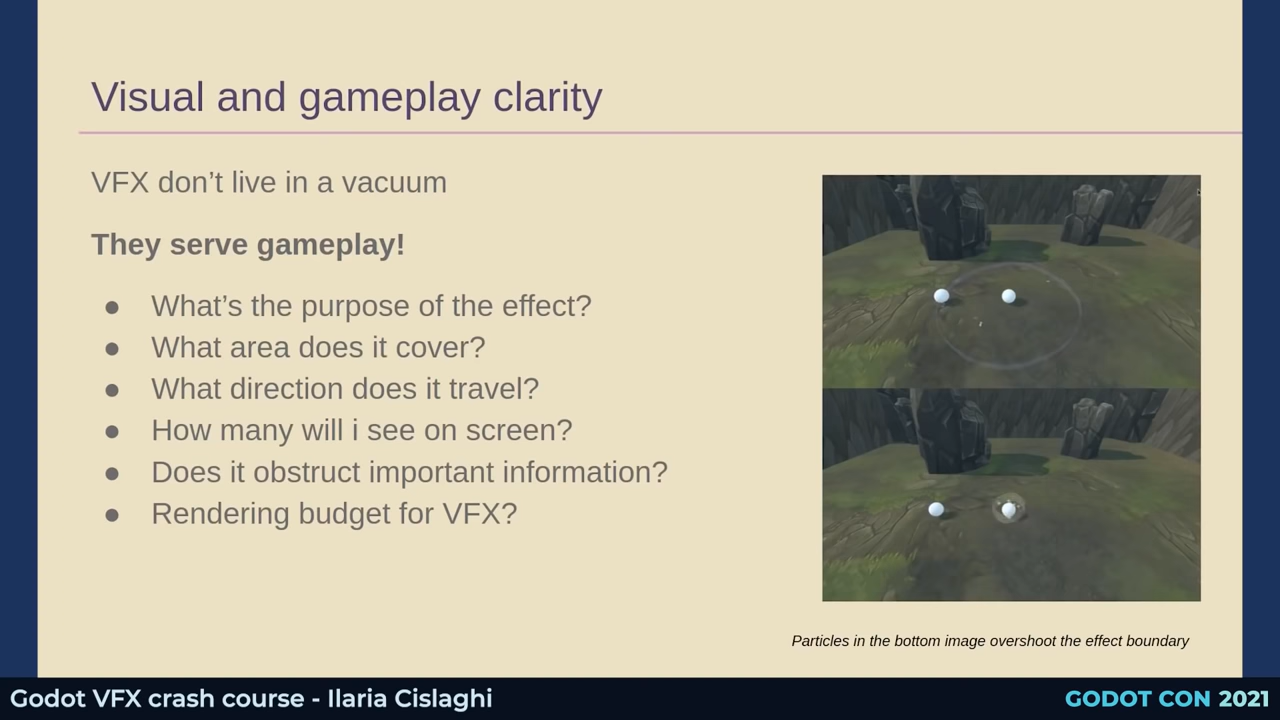 Visual and gameplay clarity
VFX don’t live in a vacuum
They serve gameplay!
● What’s the purpose of the effect?
● What area does it cover?
● What direction does it travel?
● How many will i see on screen?
● Does it obstruct important information?
● Rendering budget for VFX?
Particles in the bottom image overshoot the effect boundary
Godot VFX crash course - Ilaria Cislaghi
GODOT CON 2021